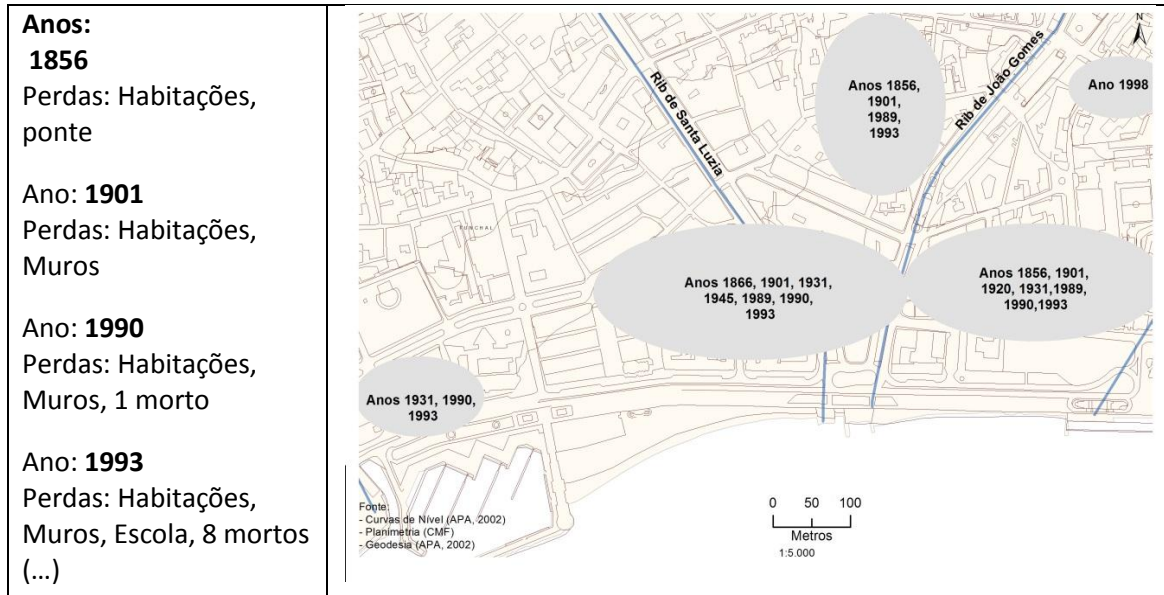 Anos:
1856
Perdas: Habitações,
ponte
Ano: 1901
Perdas: Habitações,
Muros
Ano: 1990
Perdas: Habitações,
Muros, 1 morto
Ano: 1993
Perdas: Habitações,
Muros, Escola, 8 mortos
(...)
N
Rib de Santa Luzia
Rib de João Gomes
Anos 1856,
1901,
1989,
1993
Ano 1998
FUNCHAL
Anos 1866, 1901, 1931,
1945, 1989, 1990,
1993
Anos 1856, 1901,
1920, 1931,1989,
1990,1993
Anos 1931, 1990,
1993
Fonte:
- Curvas de Nível (APA, 2002)
- Planimetria (CMF)
- Geodesia (APA, 2002)
0 50 100
Metros
1:5.000